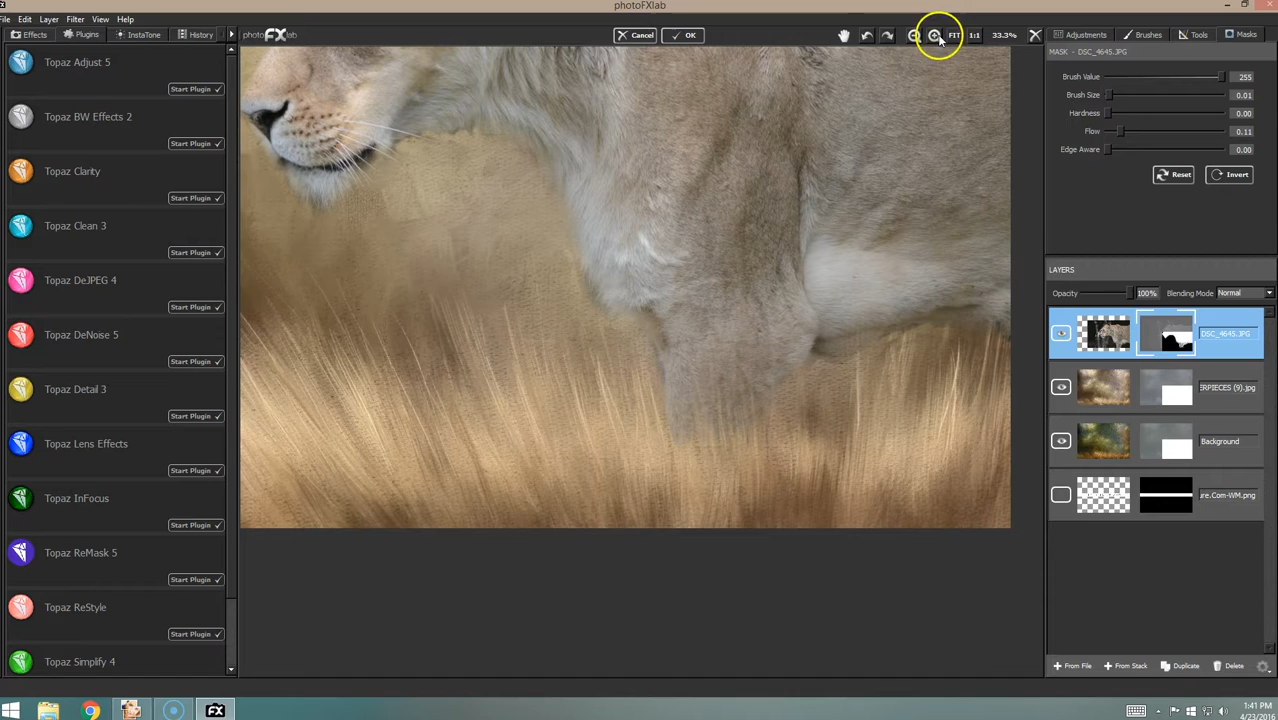 photoFXlab
File Edit Layer Filter View Help
Effects Plugins InstaTone History
photo FX lab
Cancel OK
FIT 1:1 33.3%
Adjustments Brushes Tools Masks
Topaz Adjust 5
Start Plugin
Topaz BW Effects 2
Start Plugin
Topaz Clarity
Start Plugin
Topaz Clean 3
Start Plugin
Topaz DeJPEG 4
Start Plugin
Topaz DeNoise 5
Start Plugin
Topaz Detail 3
Start Plugin
Topaz Lens Effects
Start Plugin
Topaz InFocus
Start Plugin
Topaz ReMask 5
Start Plugin
Topaz ReStyle
Start Plugin
Topaz Simplify 4
MASK - DSC_4645.JPG
Brush Value 255
Brush Size 0.01
Hardness 0.00
Flow 0.11
Edge Aware 0.00
Reset Invert
LAYERS
Opacity 100% Blending Mode Normal
DSC_4645.JPG
ERPIECES (9).jpg
Background
ure.Com-WM.png
From File From Stack Duplicate Delete
FX
1:41 PM
4/23/2016